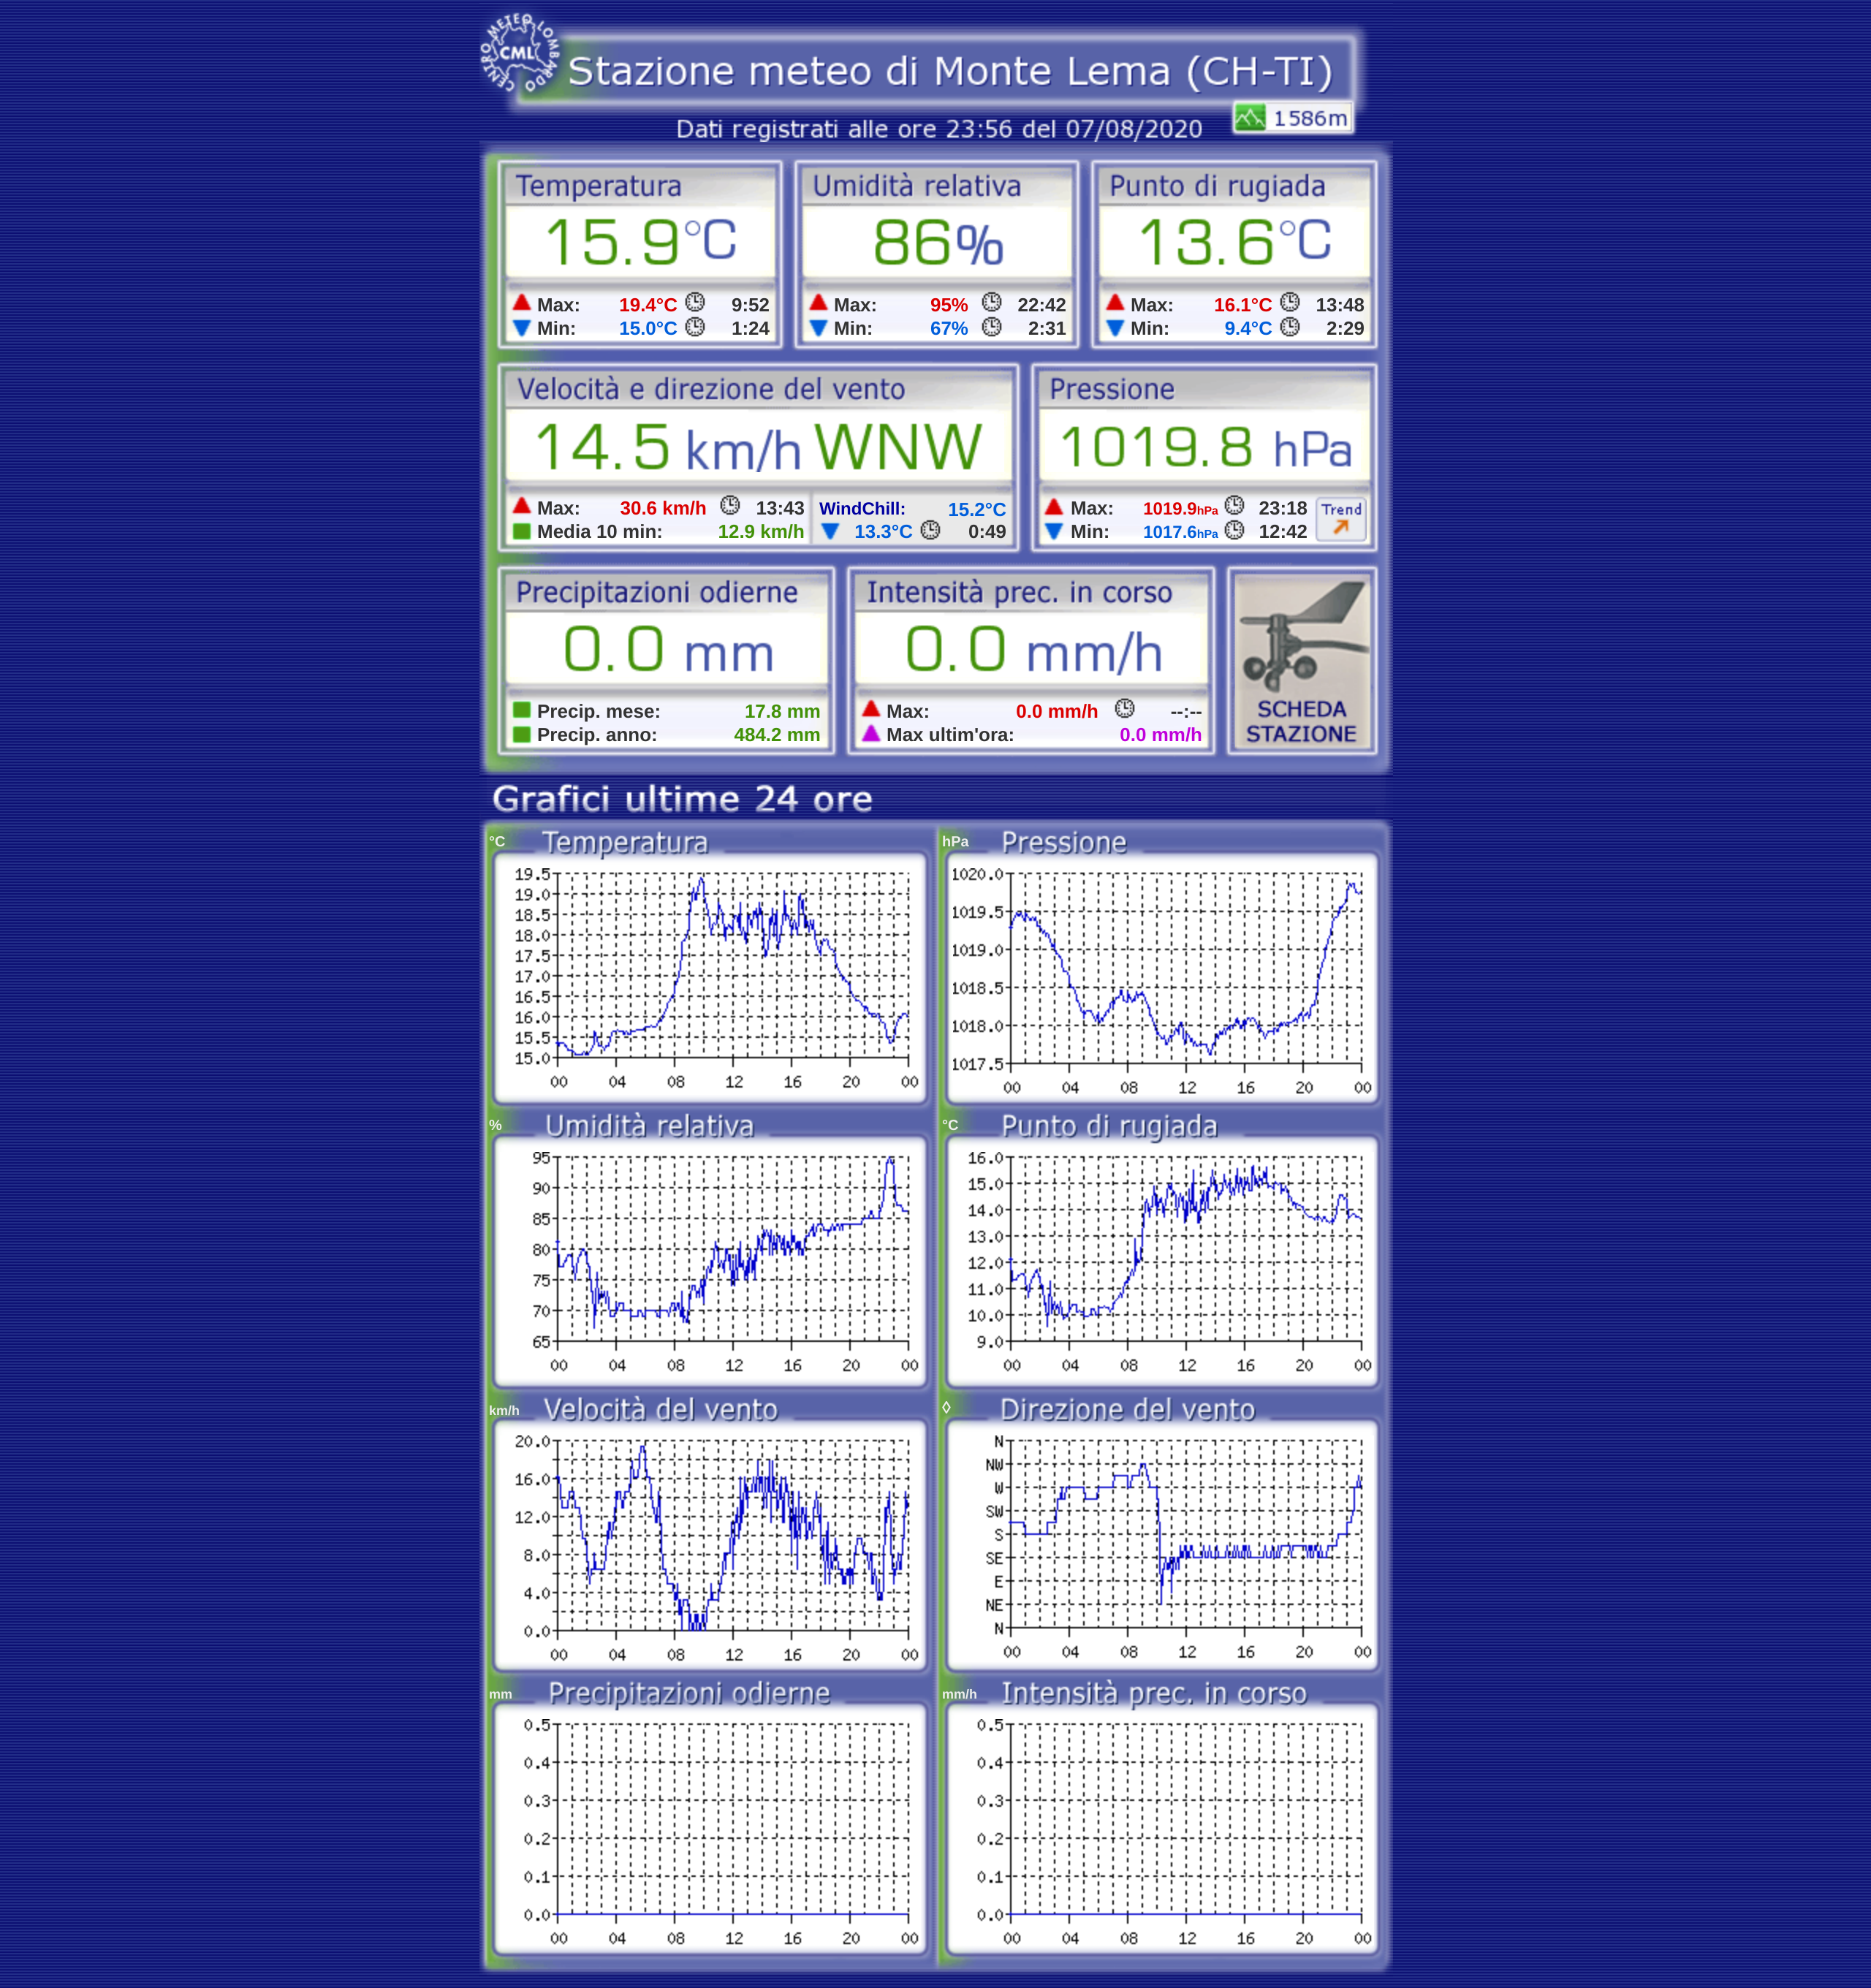 CENTRO METEO LOMBARDO
CML
Stazione meteo di Monte Lema (CH-TI)
1586m
Dati registrati alle ore 23:56 del 07/08/2020
Temperatura
15.9°C
Max: 19.4°C 9:52
Min: 15.0°C 1:24
Umidità relativa
86%
Max: 95% 22:42
Min: 67% 2:31
Punto di rugiada
13.6°C
Max: 16.1°C 13:48
Min: 9.4°C 2:29
Velocità e direzione del vento
14.5 km/h WNW
Max: 30.6 km/h 13:43
Media 10 min: 12.9 km/h
WindChill: 15.2°C
13.3°C 0:49
Pressione
1019.8 hPa
Max: 1019.9hPa 23:18
Min: 1017.6hPa 12:42
Trend
Precipitazioni odierne
0.0 mm
Precip. mese: 17.8 mm
Precip. anno: 484.2 mm
Intensità prec. in corso
0.0 mm/h
Max: 0.0 mm/h --:--
Max ultim'ora: 0.0 mm/h
SCHEDA
STAZIONE
Grafici ultime 24 ore
°C Temperatura
19.5
19.0
18.5
18.0
17.5
17.0
16.5
16.0
15.5
15.0
00 04 08 12 16 20 00
hPa Pressione
1020.0
1019.5
1019.0
1018.5
1018.0
1017.5
00 04 08 12 16 20 00
% Umidità relativa
95
90
85
80
75
70
65
00 04 08 12 16 20 00
°C Punto di rugiada
16.0
15.0
14.0
13.0
12.0
11.0
10.0
9.0
00 04 08 12 16 20 00
km/h Velocità del vento
20.0
16.0
12.0
8.0
4.0
0.0
00 04 08 12 16 20 00
◊ Direzione del vento
N
NW
W
SW
S
SE
E
NE
N
00 04 08 12 16 20 00
mm Precipitazioni odierne
0.5
0.4
0.3
0.2
0.1
0.0
00 04 08 12 16 20 00
mm/h Intensità prec. in corso
0.5
0.4
0.3
0.2
0.1
0.0
00 04 08 12 16 20 00